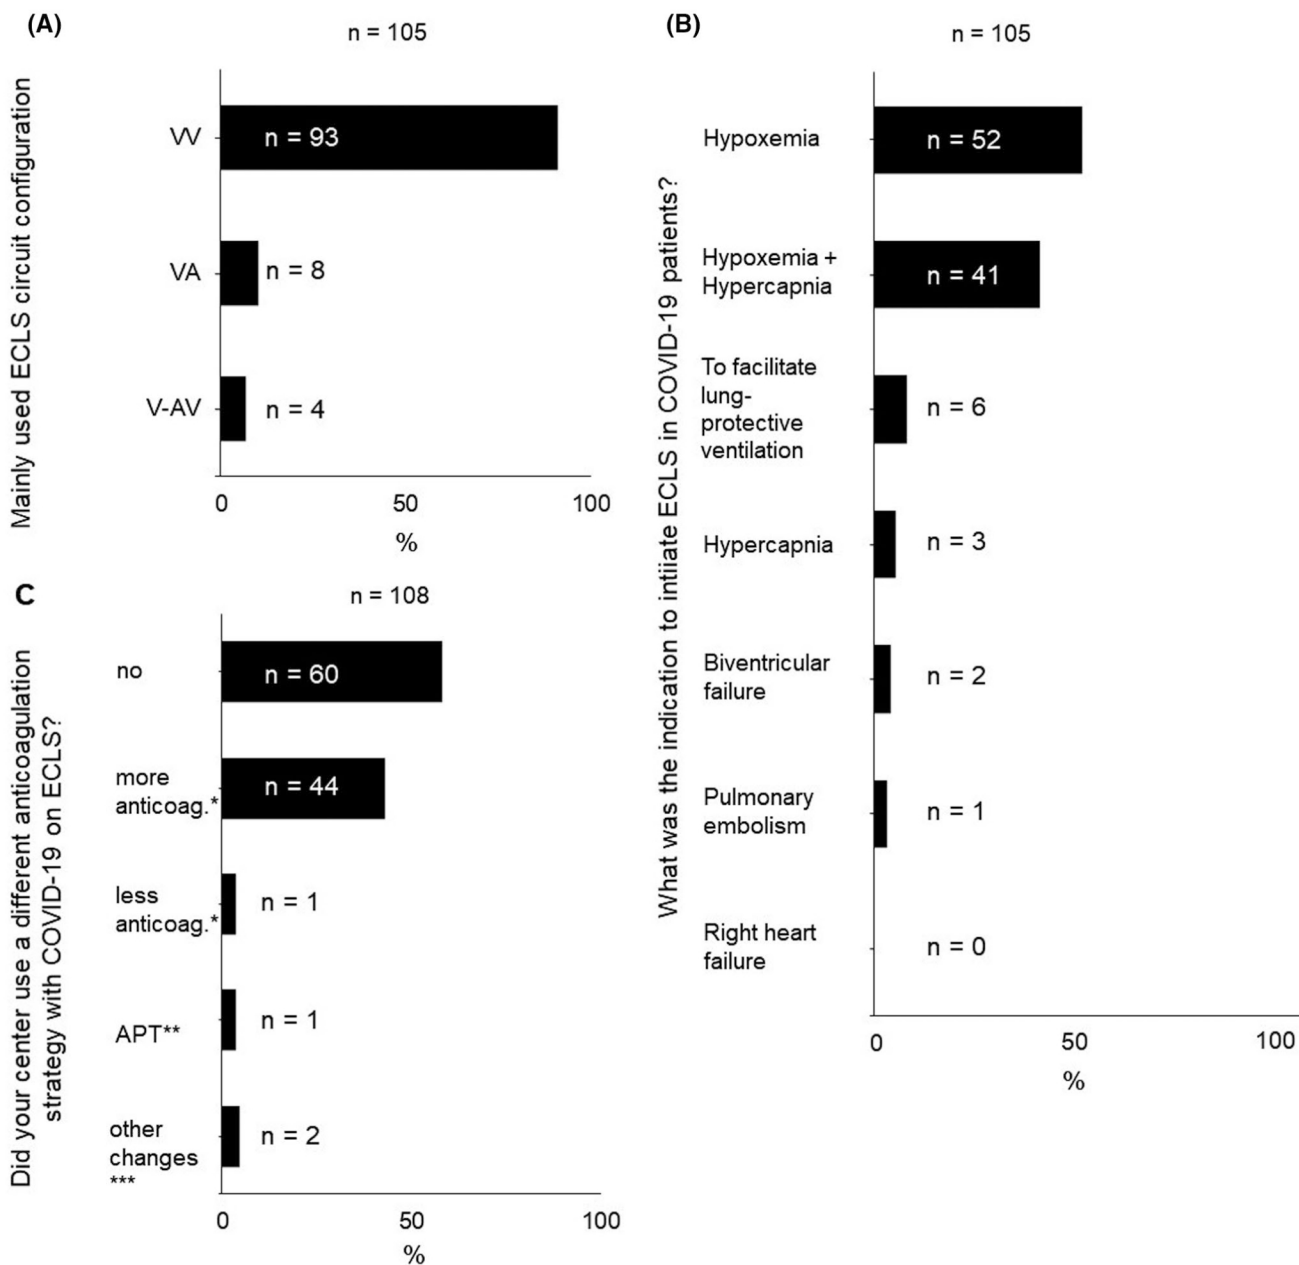 (A)
n = 105
Mainly used ECLS circuit configuration
VV
n = 93
VA
n = 8
V-AV
n = 4
0
50
100
%
(B)
n = 105
What was the indication to intiiate ECLS in COVID-19 patients?
Hypoxemia
n = 52
Hypoxemia +
Hypercapnia
n = 41
To facilitate
lung-
protective
ventilation
n = 6
Hypercapnia
n = 3
Biventricular
failure
n = 2
Pulmonary
embolism
n = 1
Right heart
failure
n = 0
0
50
100
%
C
n = 108
Did your center use a different anticoagulation
strategy with COVID-19 on ECLS?
no
n = 60
more
anticoag.*
n = 44
less
anticoag.*
n = 1
APT**
n = 1
other
changes
***
n = 2
0
50
100
%